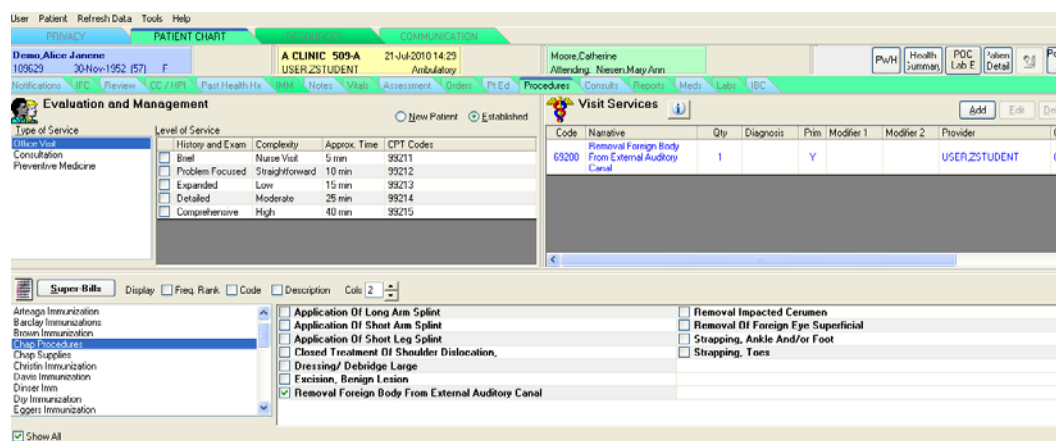 User Patient Refresh Data Tools Help
PRIVACY PATIENT CHART RESOURCES COMMUNICATION
Demo,Alice Janene A CLINIC 509-A 21-Jul-2010 14:29 Moore,Catherine
109629 30-Nov-1952 (57) F USER,ZSTUDENT Ambulatory Attending: Niesen,Mary Ann
PwH Health Summary POC Lab E Patien Detail
Notifications IFC Review CC / HPI Past Health Hx IMM Notes Vitals Assessment Orders Pt Ed Procedures Consults Reports Meds Labs IBC
Evaluation and Management
New Patient Established
Type of Service
Office Visit
Consultation
Preventive Medicine
Level of Service
History and Exam Complexity Approx. Time CPT Codes
Brief Nurse Visit 5 min 99211
Problem Focused Straightforward 10 min 99212
Expanded Low 15 min 99213
Detailed Moderate 25 min 99214
Comprehensive High 40 min 99215
Visit Services
Add Edit
Code Narrative Qty Diagnosis Prim Modifier 1 Modifier 2 Provider
69200 Removal Foreign Body From External Auditory Canal 1 Y USER,ZSTUDENT
Super-Bills Display Freq. Rank Code Description Cols 2
Arteaga Immunization
Barclay Immunizations
Brown Immunization
Chap Procedures
Chap Supplies
Christin Immunization
Davis Immunization
Dinser Imm
Dry Immunization
Eggers Immunization
Application Of Long Arm Splint
Application Of Short Arm Splint
Application Of Short Leg Splint
Closed Treatment Of Shoulder Dislocation,
Dressing/ Debridge Large
Excision, Benign Lesion
Removal Foreign Body From External Auditory Canal
Removal Impacted Cerumen
Removal Of Foreign Eye Superficial
Strapping, Ankle And/or Foot
Strapping, Toes
Show All